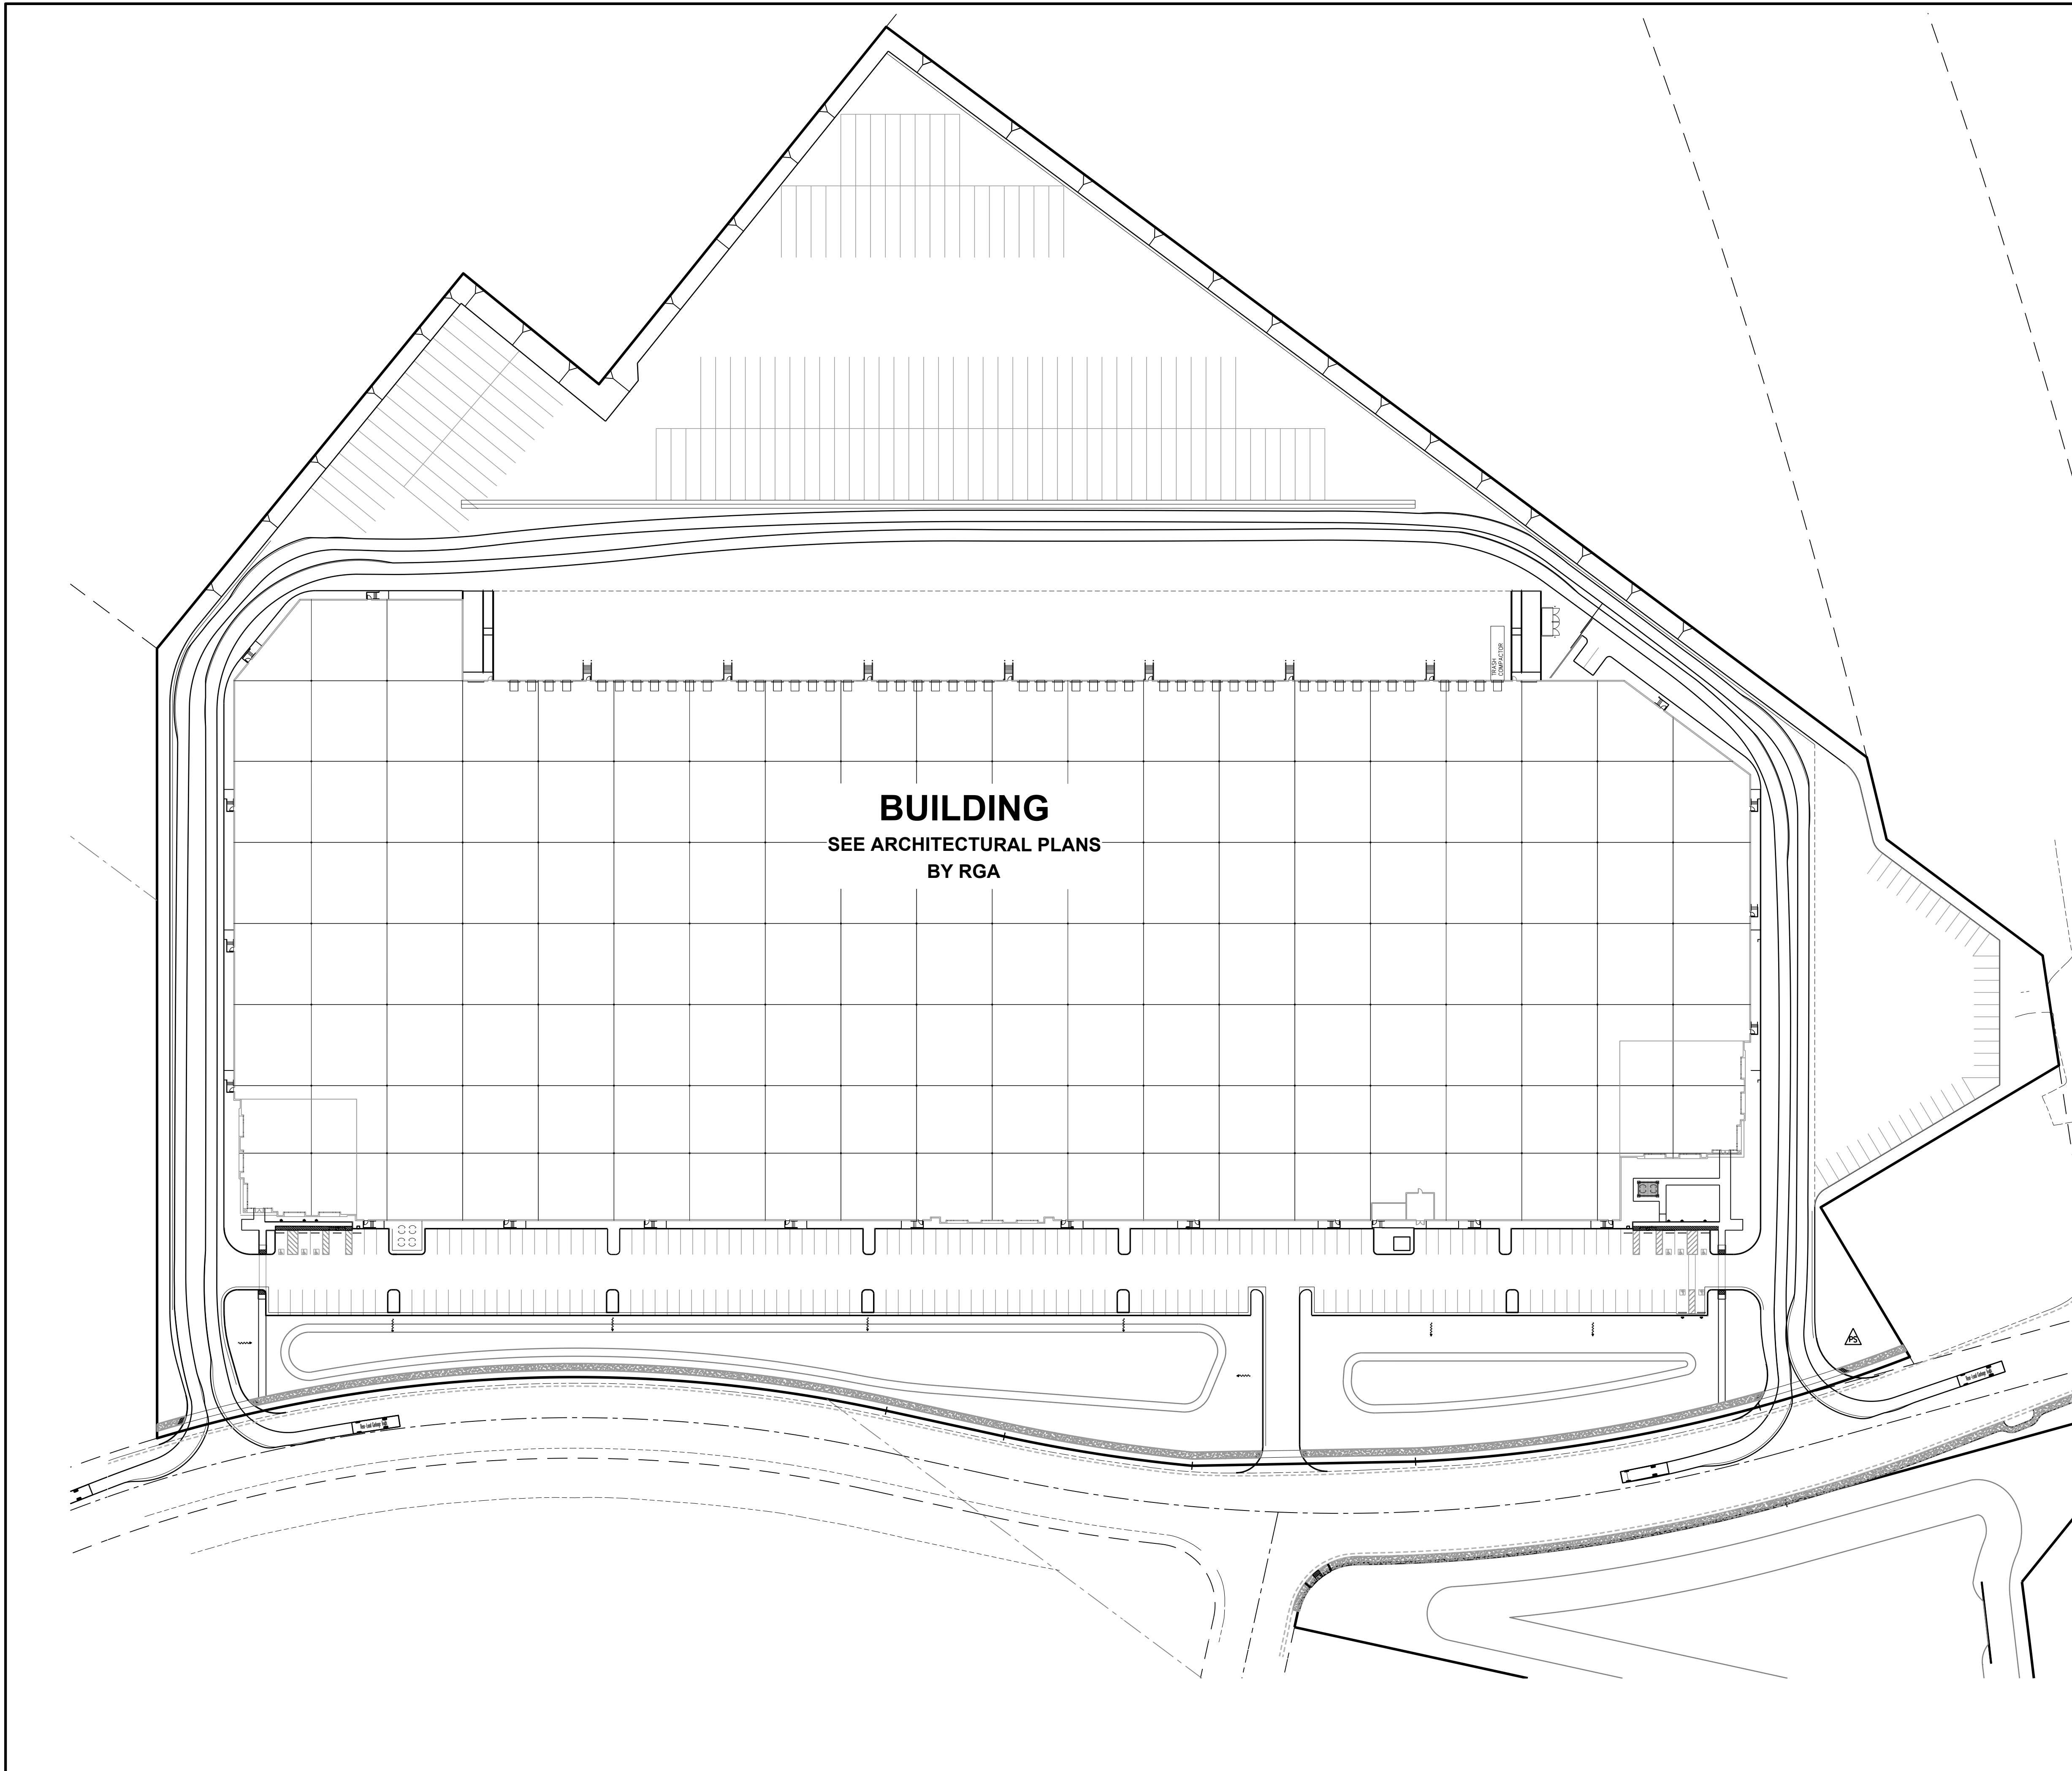 TRASH
COMPACTOR
BUILDING
SEE ARCHITECTURAL PLANS
BY RGA
PS